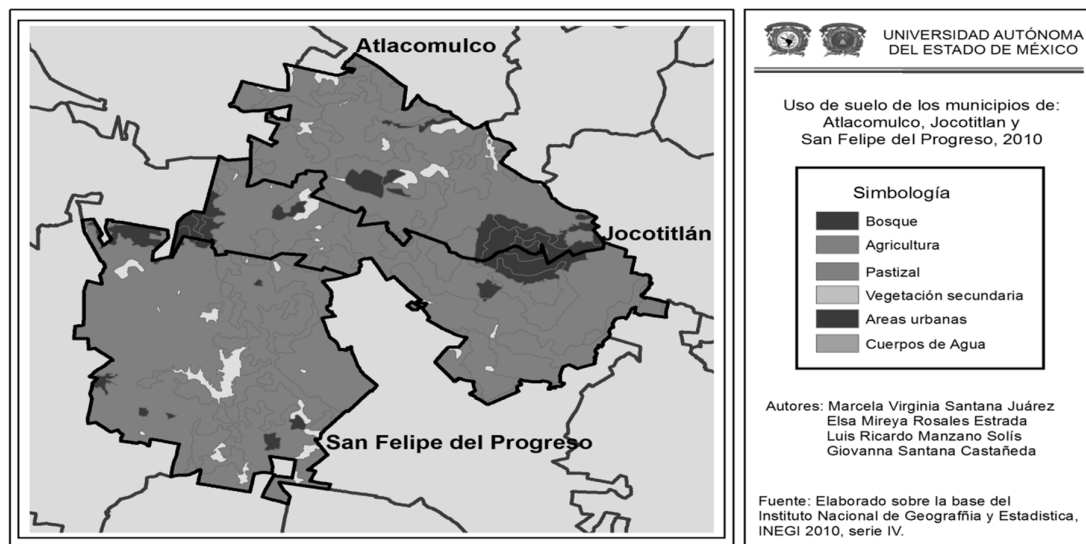 Atlacomulco
Jocotitlán
San Felipe del Progreso
UNIVERSIDAD AUTÓNOMA
DEL ESTADO DE MÉXICO
Uso de suelo de los municipios de:
Atlacomulco, Jocotitlan y
San Felipe del Progreso, 2010
Simbología
Bosque
Agricultura
Pastizal
Vegetación secundaria
Areas urbanas
Cuerpos de Agua
Autores: Marcela Virginia Santana Juárez
Elsa Mireya Rosales Estrada
Luis Ricardo Manzano Solís
Giovanna Santana Castañeda
Fuente: Elaborado sobre la base del
Instituto Nacional de Geografñia y Estadistica,
INEGI 2010, serie IV.